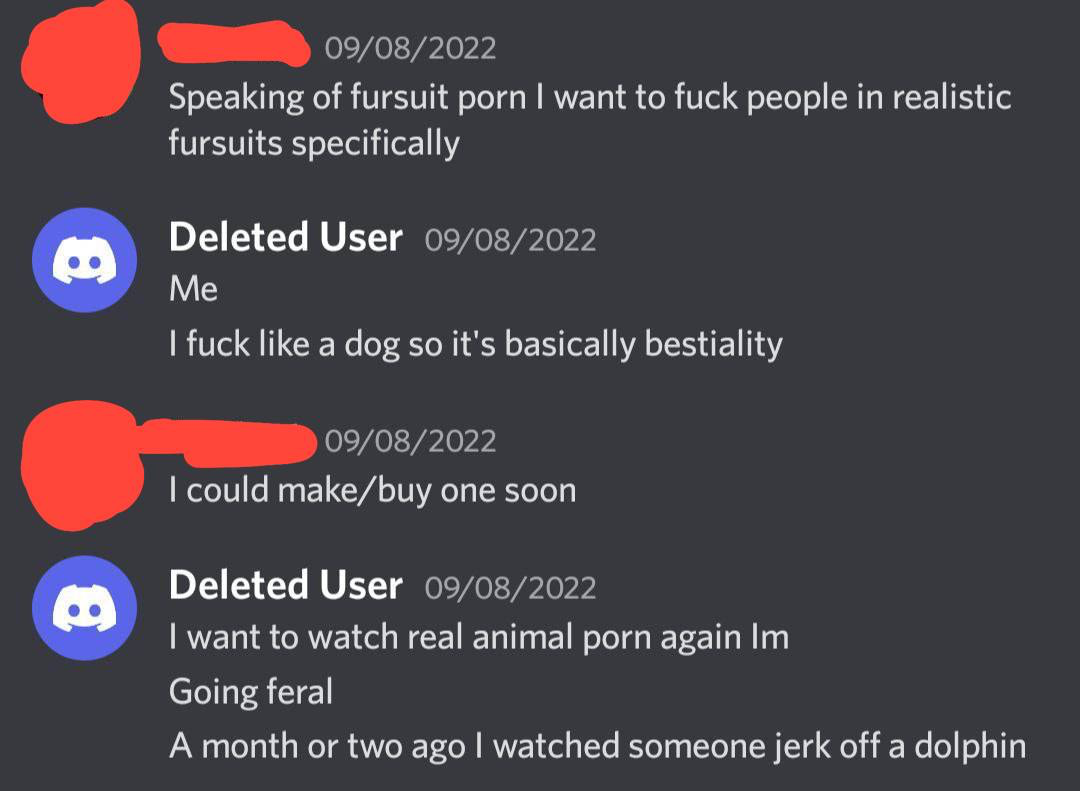 09/08/2022
Speaking of fursuit porn I want to fuck people in realistic
fursuits specifically
Deleted User 09/08/2022
Me
I fuck like a dog so it's basically bestiality
09/08/2022
I could make/buy one soon
Deleted User 09/08/2022
I want to watch real animal porn again Im
Going feral
A month or two ago I watched someone jerk off a dolphin